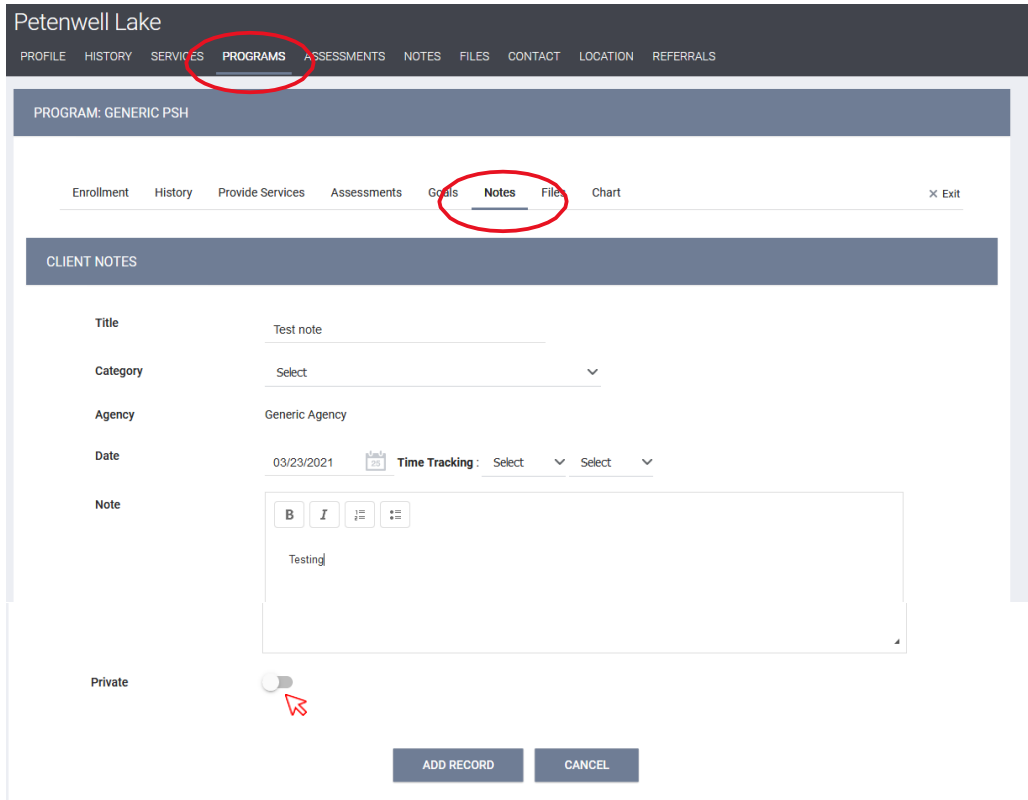 Petenwell Lake
PROFILE HISTORY SERVICES PROGRAMS ASSESSMENTS NOTES FILES CONTACT LOCATION REFERRALS
PROGRAM: GENERIC PSH
Enrollment History Provide Services Assessments Goals Notes Files Chart × Exit
CLIENT NOTES
Title Test note
Category Select
Agency Generic Agency
Date 03/23/2021 25 Time Tracking : Select Select
Note
B I
Testing
Private
ADD RECORD CANCEL